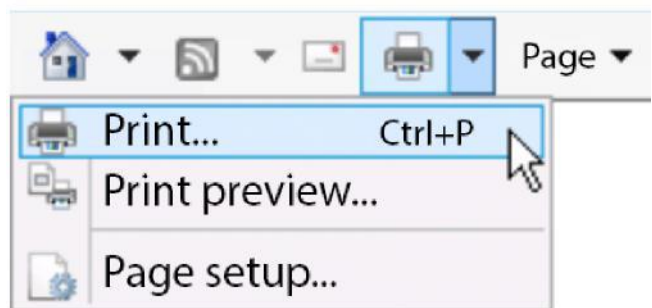 Page
Print... Ctrl+P
Print preview...
Page setup...